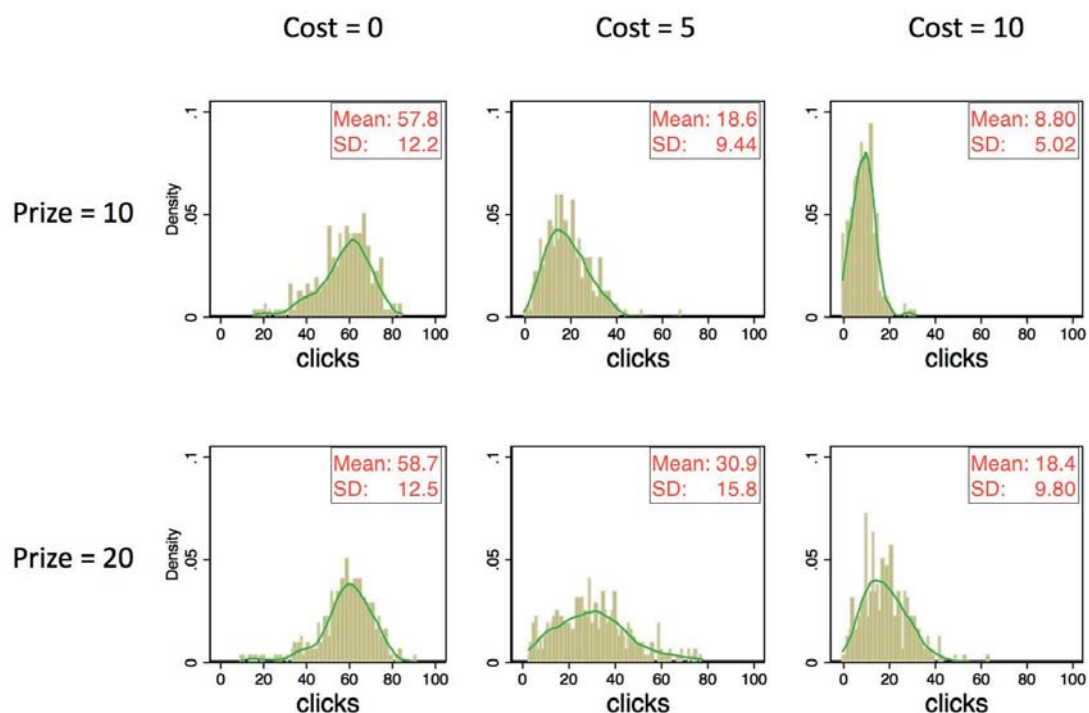 Cost = 0
Cost = 5
Cost = 10
Prize = 10
Density
0 .05 .1
Mean: 57.8
SD: 12.2
0 20 40 60 80 100
clicks
0 .05 .1
Mean: 18.6
SD: 9.44
0 20 40 60 80 100
clicks
0 .05 .1
Mean: 8.80
SD: 5.02
0 20 40 60 80 100
clicks
Prize = 20
Density
0 .05 .1
Mean: 58.7
SD: 12.5
0 20 40 60 80 100
clicks
0 .05 .1
Mean: 30.9
SD: 15.8
0 20 40 60 80 100
clicks
0 .05 .1
Mean: 18.4
SD: 9.80
0 20 40 60 80 100
clicks